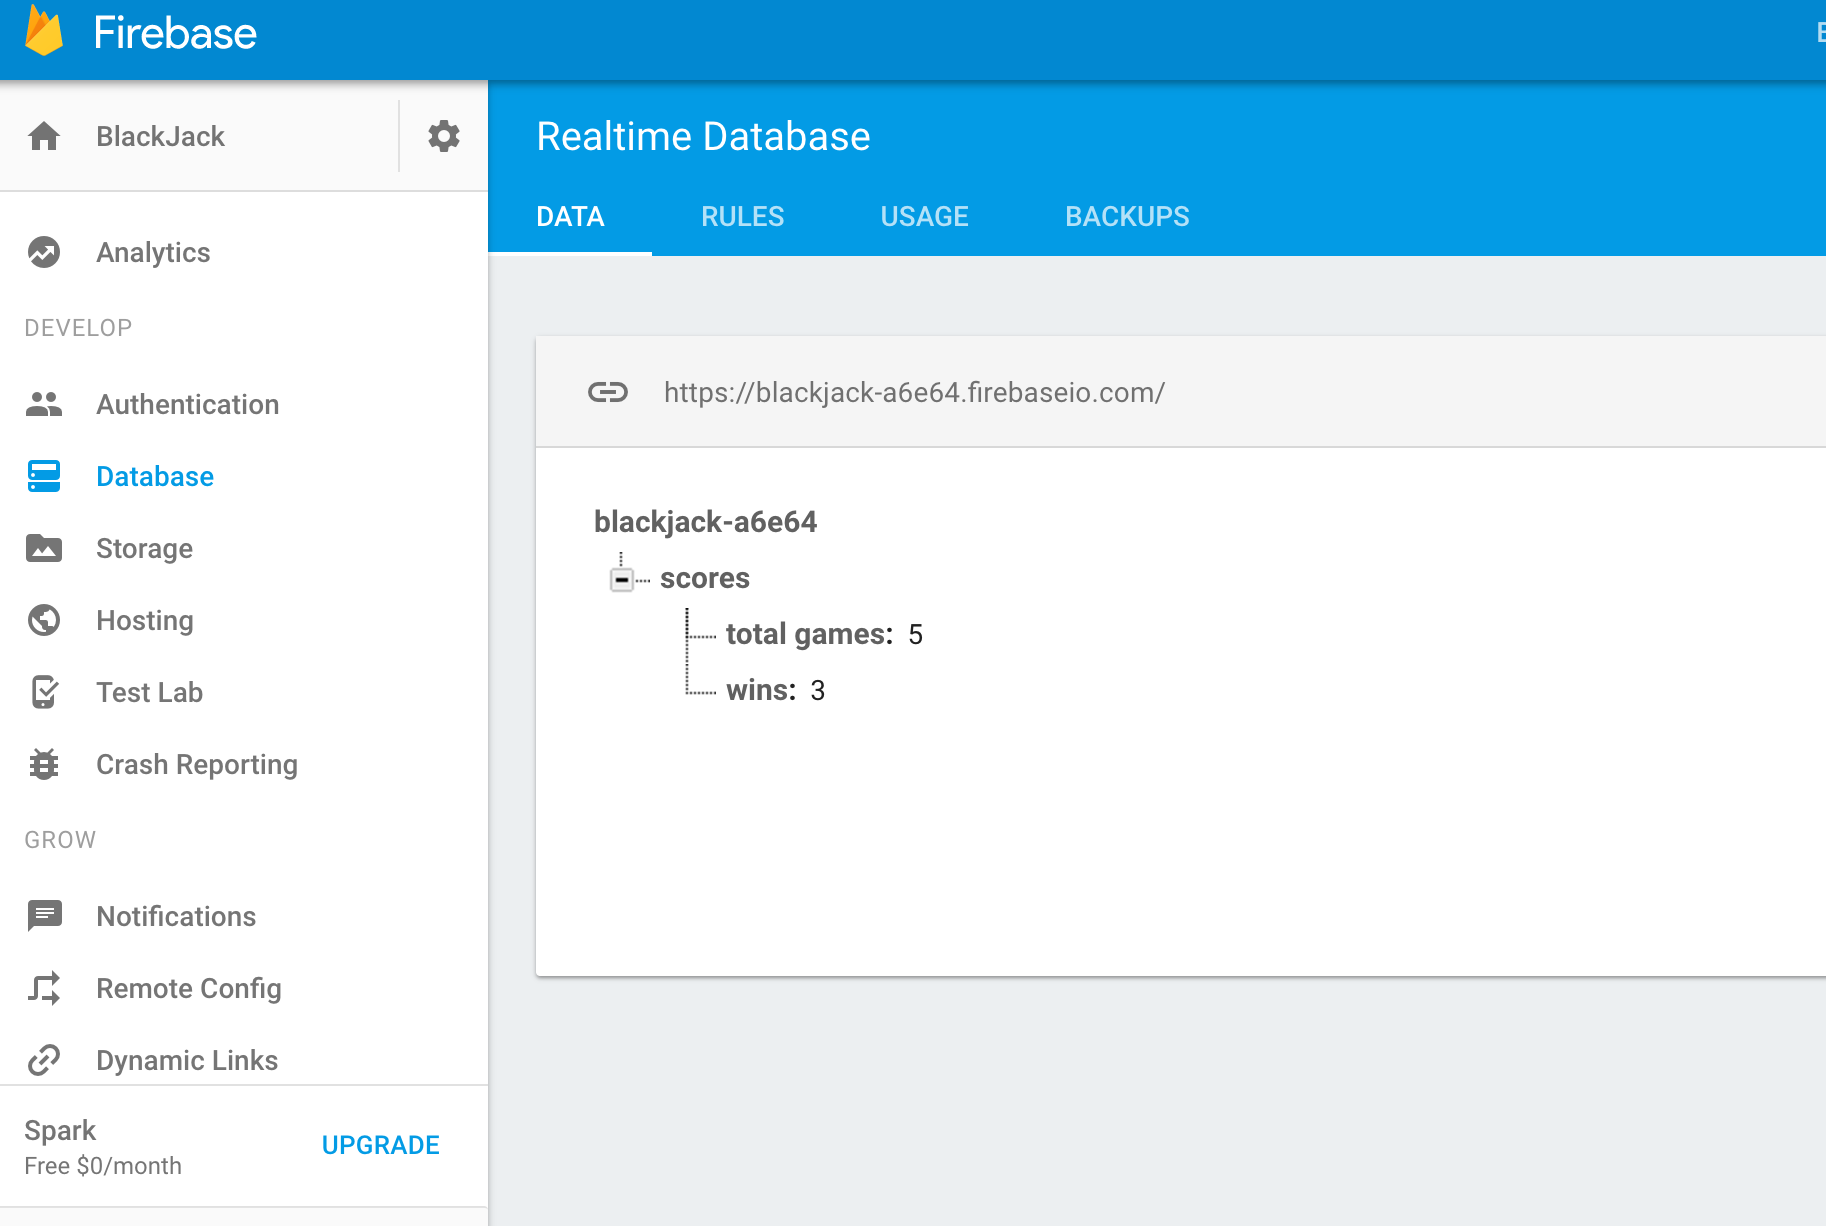 Firebase
BlackJack
Analytics
DEVELOP
Authentication
Database
Storage
Hosting
Test Lab
Crash Reporting
GROW
Notifications
Remote Config
Dynamic Links
Spark
Free $0/month
UPGRADE
Realtime Database
DATA RULES USAGE BACKUPS
https://blackjack-a6e64.firebaseio.com/
blackjack-a6e64
scores
total games: 5
wins: 3